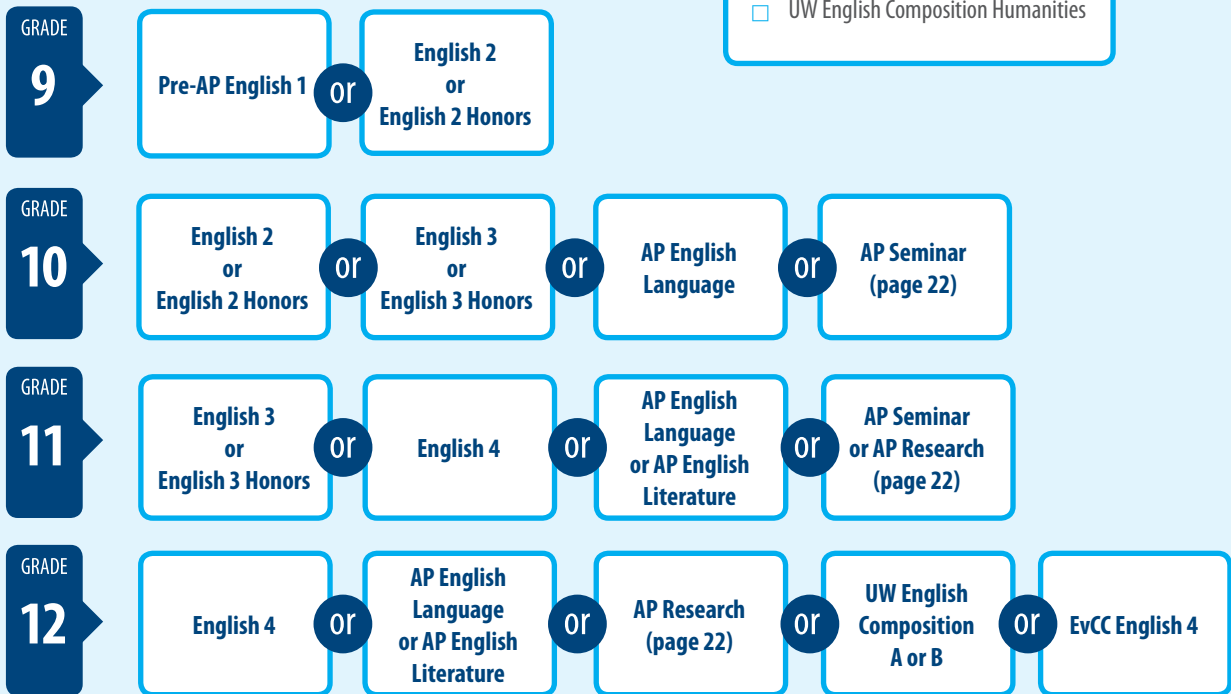 UW English Composition Humanities
GRADE
9
Pre-AP English 1
or
English 2
or
English 2 Honors
GRADE
10
English 2
or
English 2 Honors
or
English 3
or
English 3 Honors
or
AP English
Language
or
AP Seminar
(page 22)
GRADE
11
English 3
or
English 3 Honors
or
English 4
or
AP English
Language
or AP English
Literature
or
AP Seminar
or AP Research
(page 22)
GRADE
12
English 4
or
AP English
Language
or AP English
Literature
or
AP Research
(page 22)
or
UW English
Composition
A or B
or
EvCC English 4